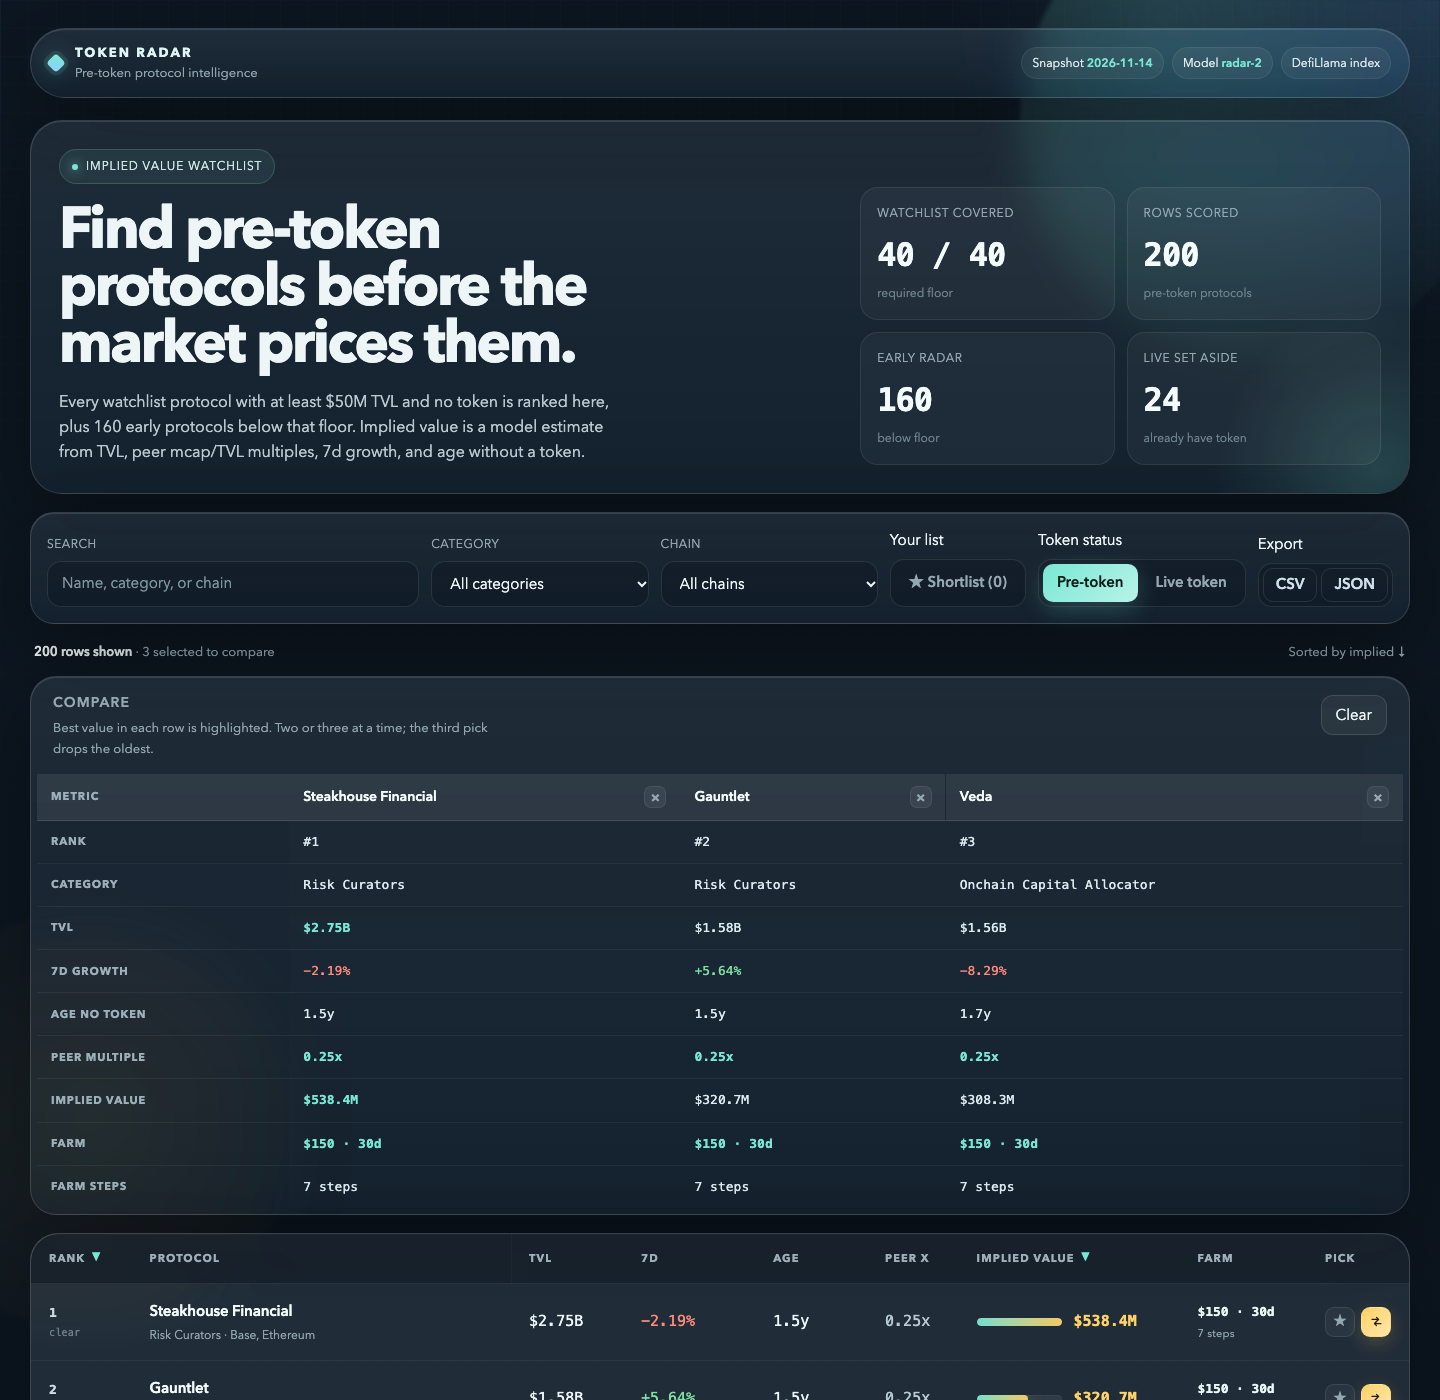 TOKEN RADAR
Pre-token protocol intelligence
Snapshot 2026-11-14
Model radar-2
DefiLlama index
IMPLIED VALUE WATCHLIST
Find pre-token
protocols before the
market prices them.
Every watchlist protocol with at least $50M TVL and no token is ranked here,
plus 160 early protocols below that floor. Implied value is a model estimate
from TVL, peer mcap/TVL multiples, 7d growth, and age without a token.
WATCHLIST COVERED
40 / 40
required floor
ROWS SCORED
200
pre-token protocols
EARLY RADAR
160
below floor
LIVE SET ASIDE
24
already have token
SEARCH
Name, category, or chain
CATEGORY
All categories
CHAIN
All chains
Your list
★ Shortlist (0)
Token status
Pre-token
Live token
Export
CSV
JSON
200 rows shown · 3 selected to compare
Sorted by implied ↓
COMPARE
Best value in each row is highlighted. Two or three at a time; the third pick
drops the oldest.
Clear
METRIC Steakhouse Financial × Gauntlet × Veda ×
RANK #1 #2 #3
CATEGORY Risk Curators Risk Curators Onchain Capital Allocator
TVL $2.75B $1.58B $1.56B
7D GROWTH −2.19% +5.64% −8.29%
AGE NO TOKEN 1.5y 1.5y 1.7y
PEER MULTIPLE 0.25x 0.25x 0.25x
IMPLIED VALUE $538.4M $320.7M $308.3M
FARM $150 · 30d $150 · 30d $150 · 30d
FARM STEPS 7 steps 7 steps 7 steps
RANK ▼ PROTOCOL TVL 7D AGE PEER X IMPLIED VALUE ▼ FARM PICK
1
clear
Steakhouse Financial
Risk Curators · Base, Ethereum
$2.75B −2.19% 1.5y 0.25x $538.4M
$150 · 30d
7 steps
2
Gauntlet
$1.58B +5.64% 1.5y 0.25x $320.7M
$150 · 30d